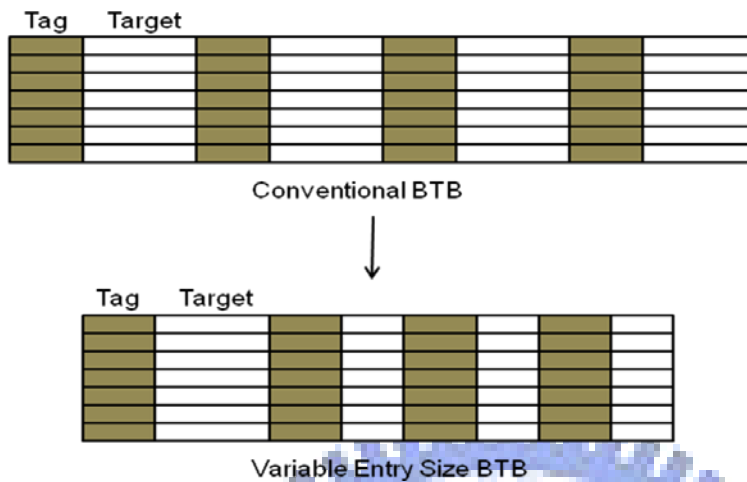 Tag Target
Conventional BTB
Tag Target
Variable Entry Size BTB